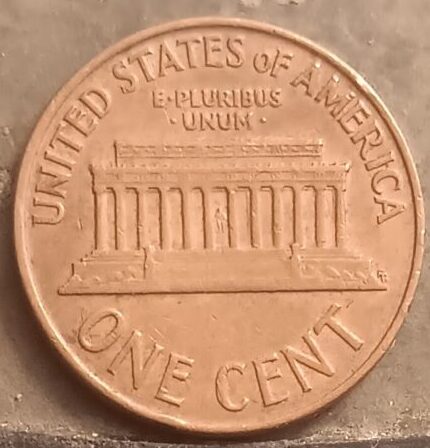 UNITED STATES OF AMERICA
E·PLURIBUS
·UNUM·
ONE CENT